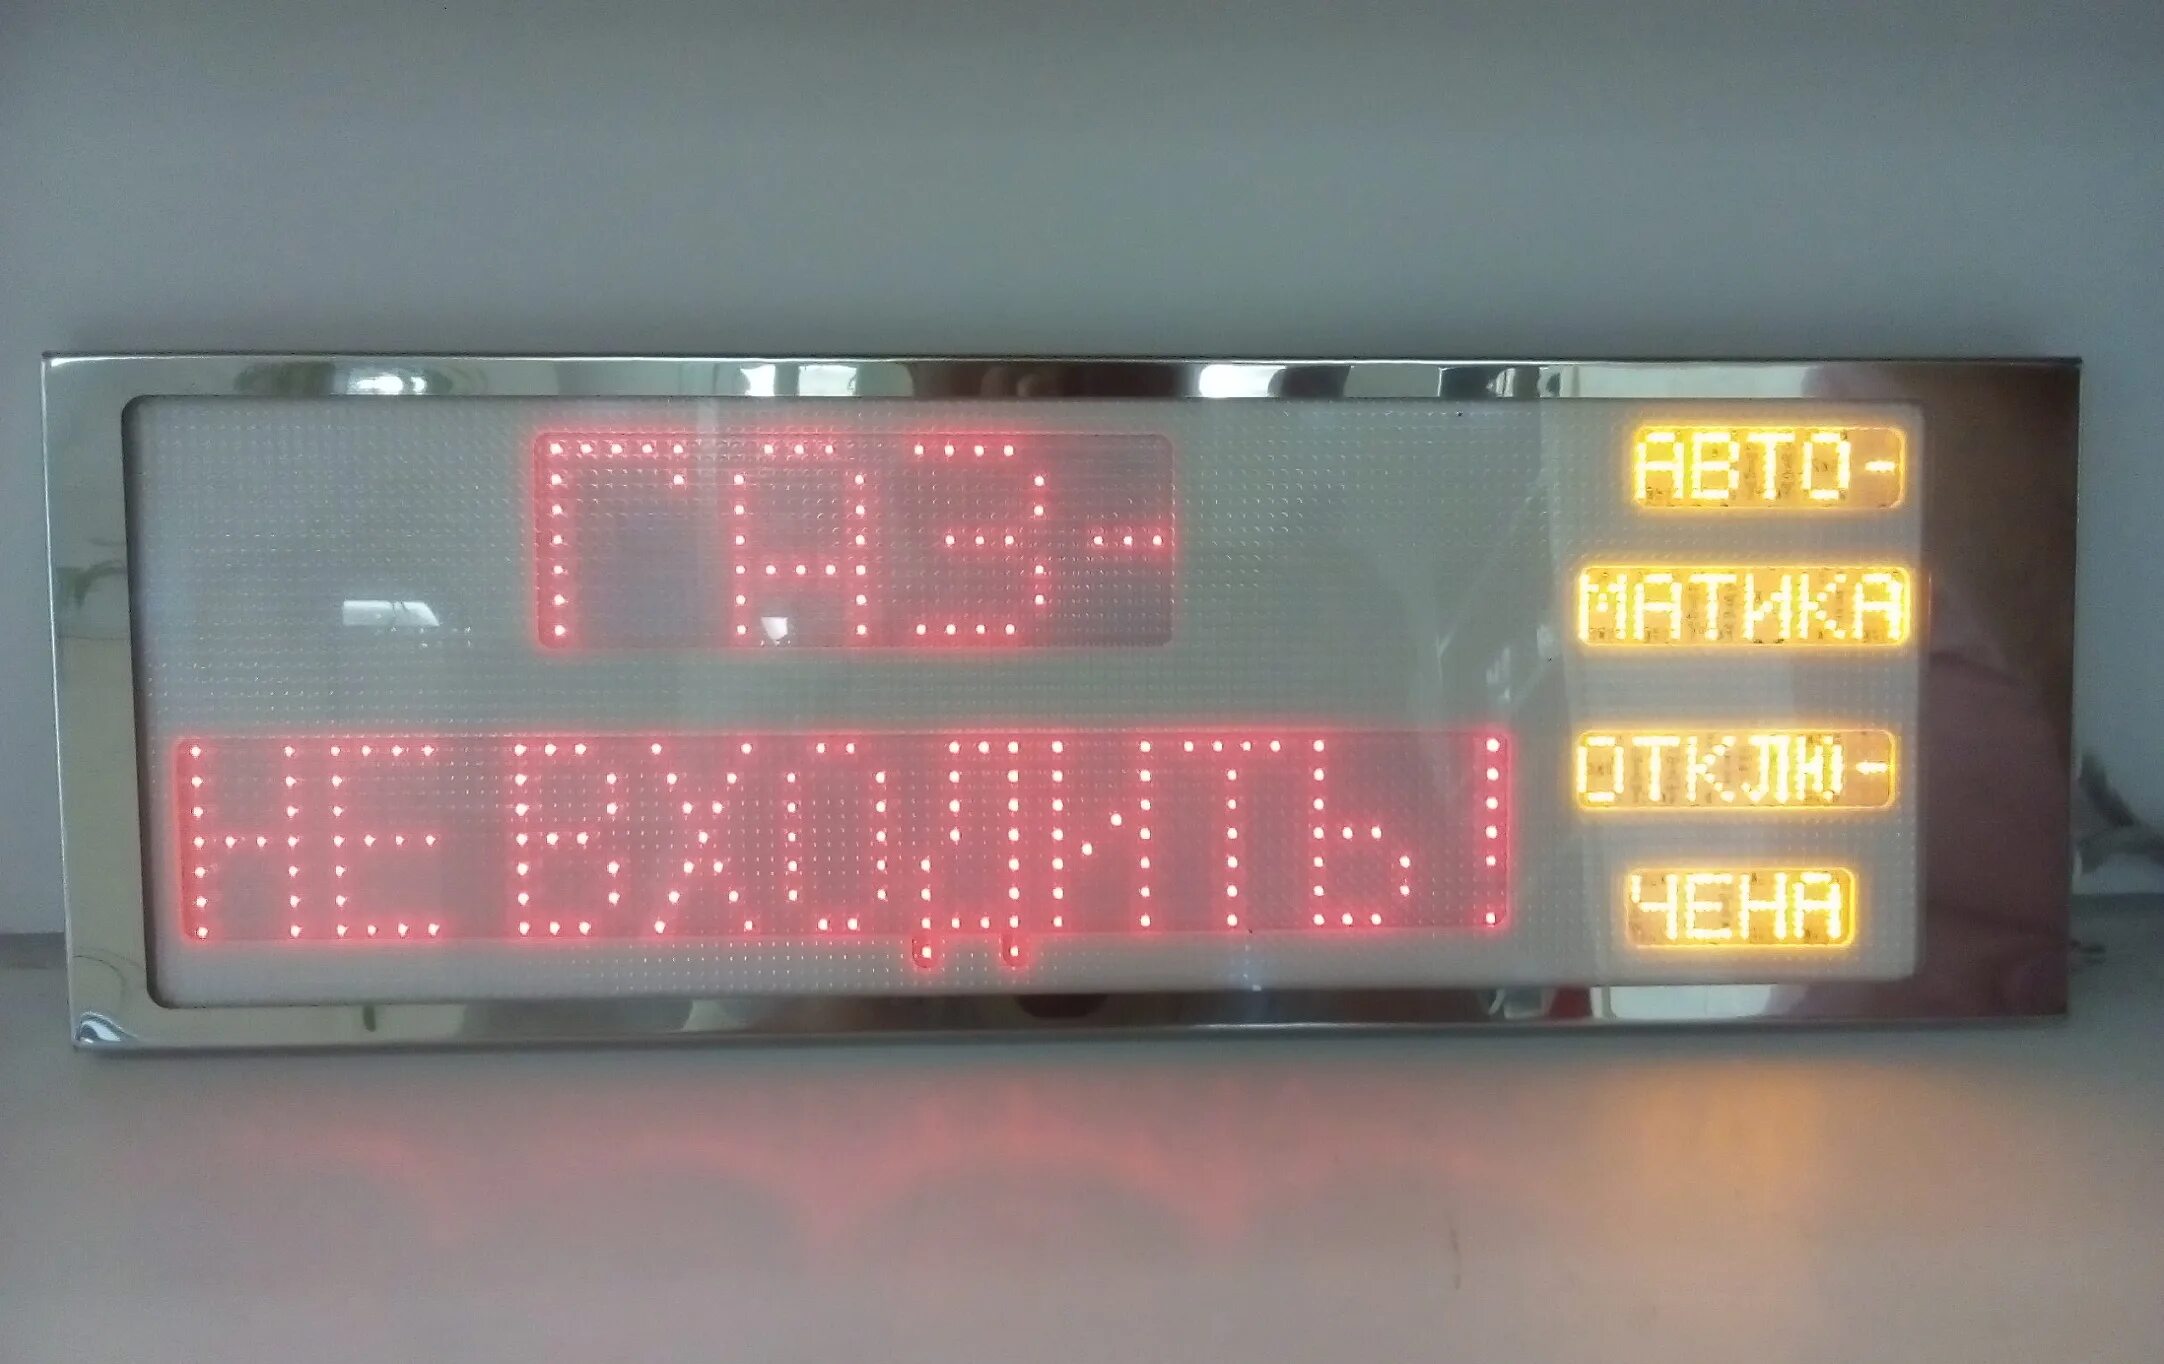 ГАЗ-
НЕ ВХОДИТЬ!
АВТО-
МАТИКА
ОТКЛЮ-
ЧЕНА